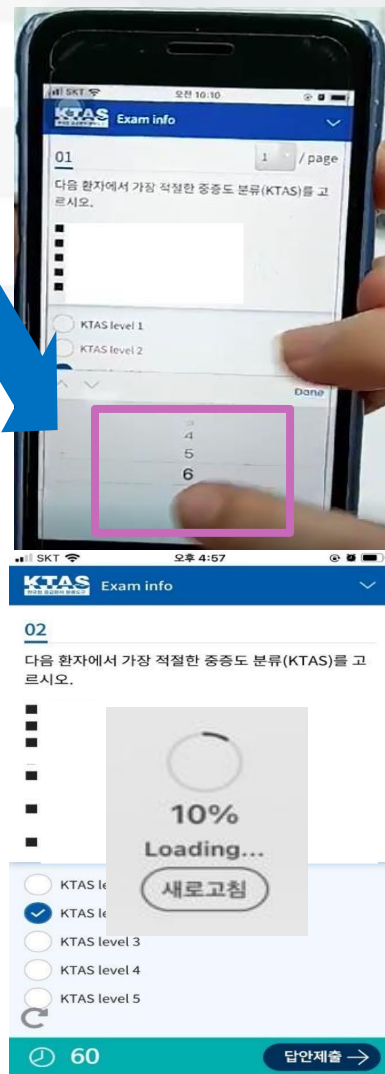 SKT 오전 10:10
KTAS Exam info
01 1 / page
다음 환자에서 가장 적절한 중증도 분류(KTAS)를 고
르시오.
KTAS level 1
KTAS level 2
Done
4
5
6
SKT 오후 4:57
KTAS Exam info
02
다음 환자에서 가장 적절한 중증도 분류(KTAS)를 고
르시오.
10%
Loading...
새로고침
KTAS le
KTAS le
KTAS level 3
KTAS level 4
KTAS level 5
60 답안제출